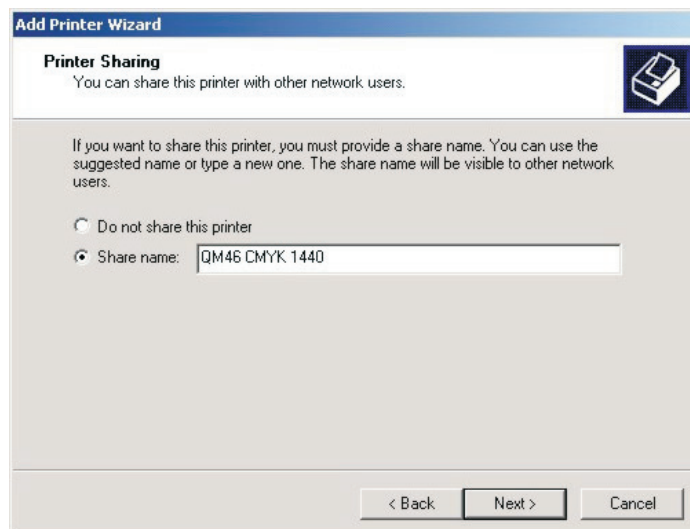 Add Printer Wizard
Printer Sharing
You can share this printer with other network users.
If you want to share this printer, you must provide a share name. You can use the
suggested name or type a new one. The share name will be visible to other network
users.
Do not share this printer
Share name: QM46 CMYK 1440
< Back Next > Cancel